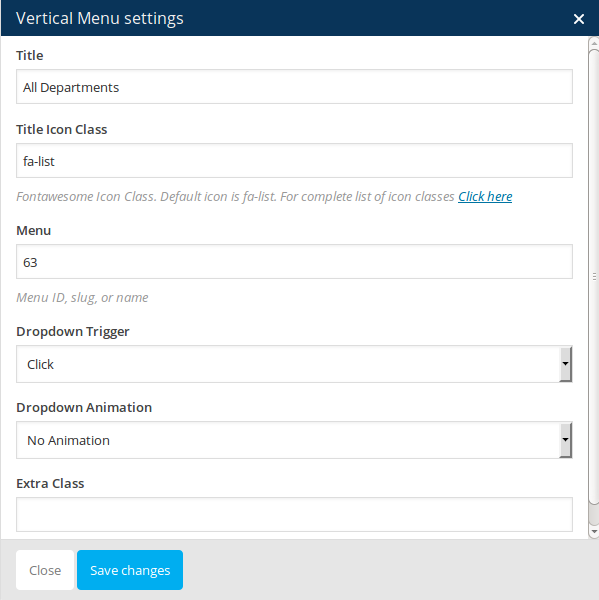 Vertical Menu settings
Title
All Departments
Title Icon Class
fa-list
Fontawesome Icon Class. Default icon is fa-list. For complete list of icon classes Click here
Menu
63
Menu ID, slug, or name
Dropdown Trigger
Click
Dropdown Animation
No Animation
Extra Class
Close Save changes